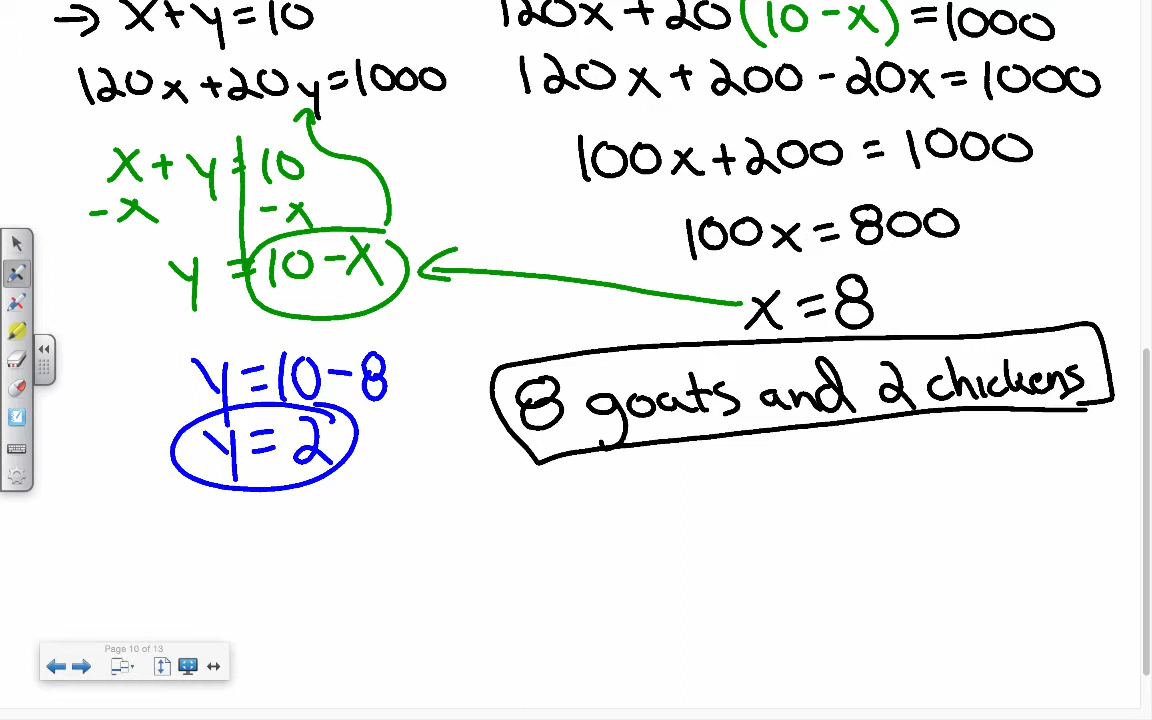 → x+y=10
120x+20y=1000
x+y=10
-x -x
y=10-x
y=10-8
y=2
120x+20(10-x)=1000
120x+200-20x=1000
100x+200=1000
100x=800
x=8
8 goats and 2 chickens
Page 10 of 13